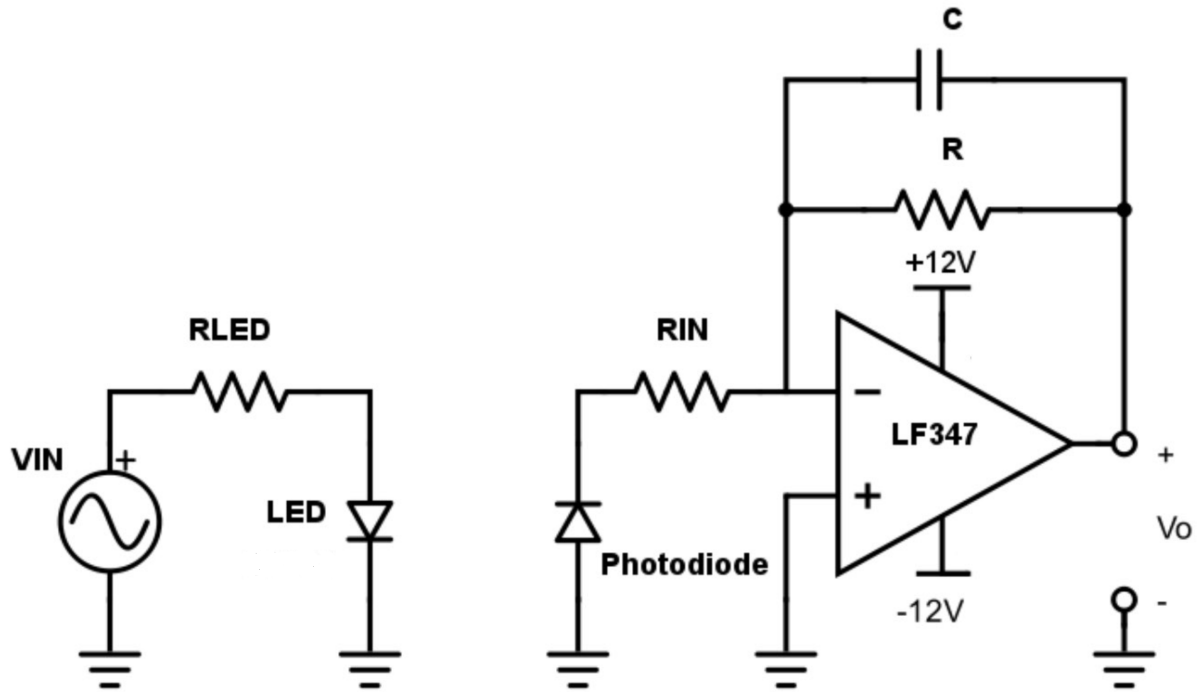 C
R
+12V
RLED
RIN
VIN
+
LED
−
LF347
+
+
Vo
Photodiode
-12V
-